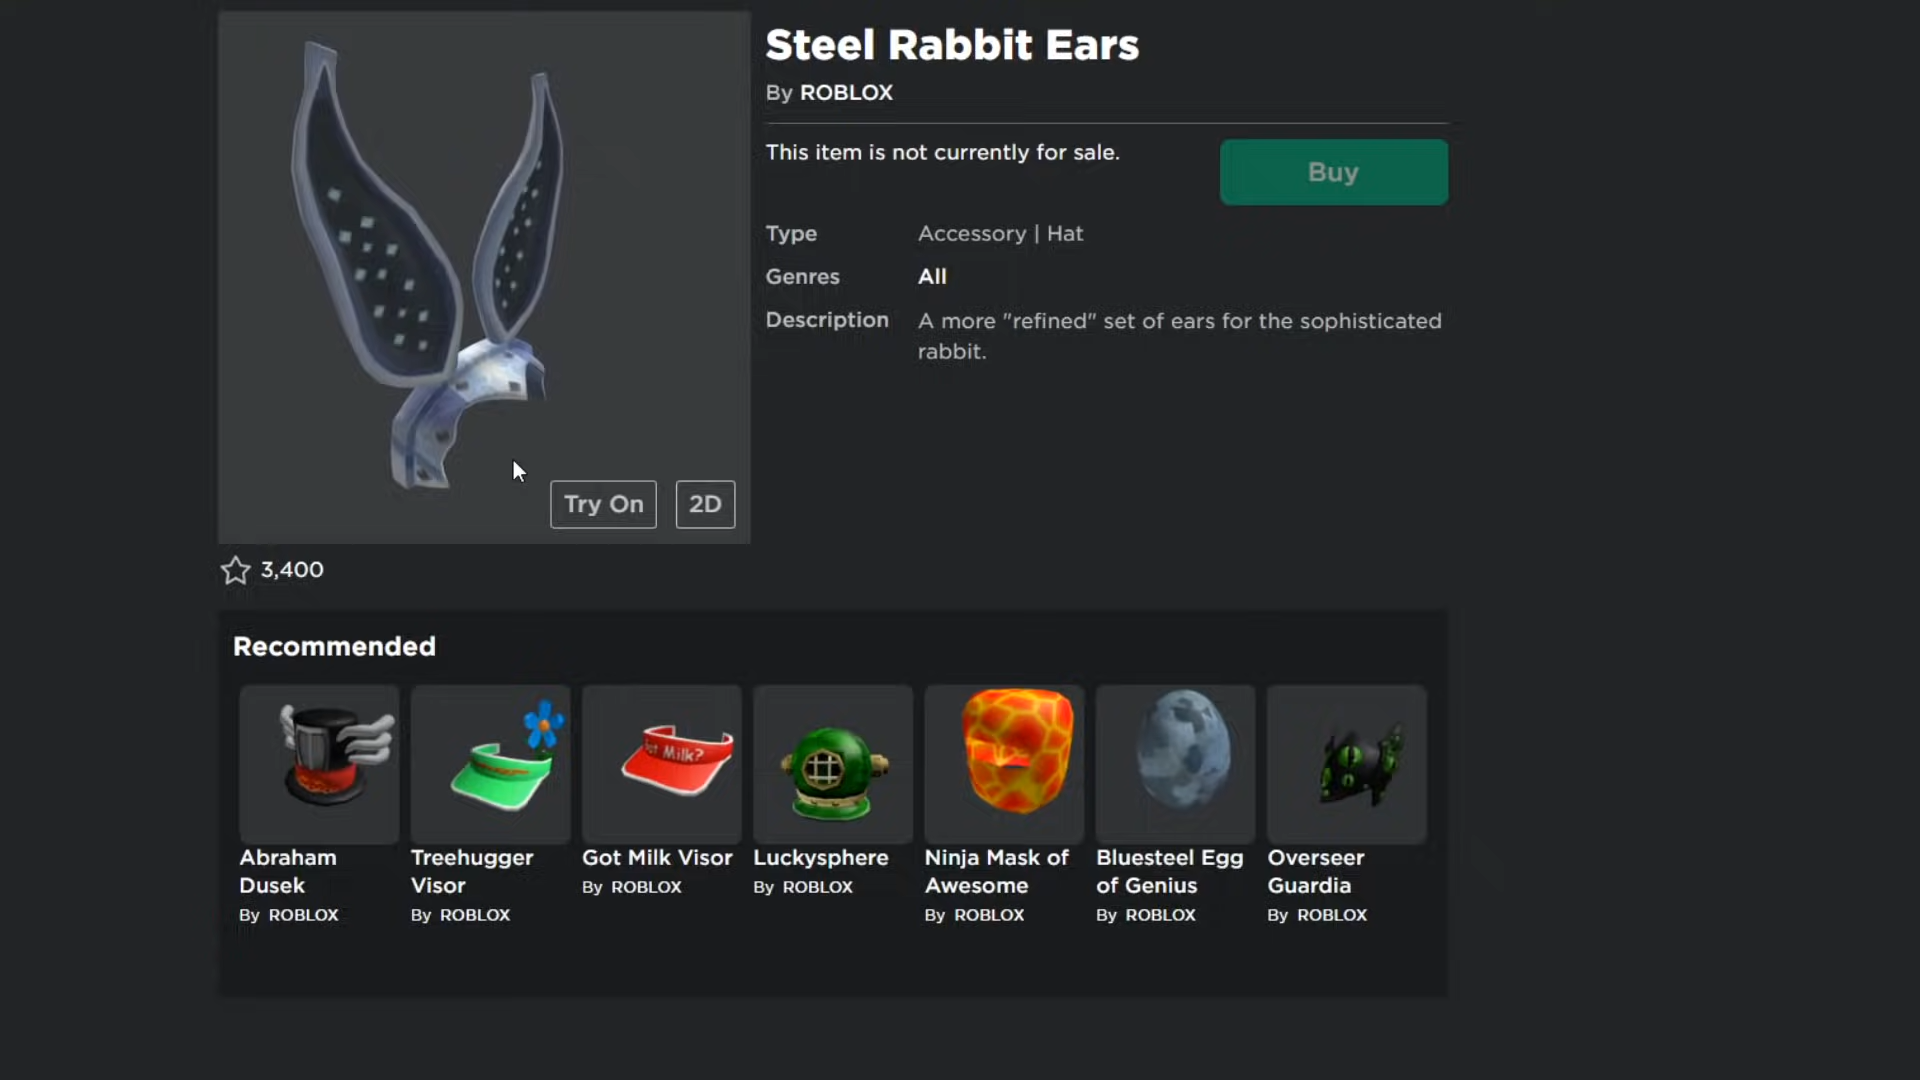 Steel Rabbit Ears
By ROBLOX
This item is not currently for sale.
Buy
Type Accessory | Hat
Genres All
Description A more "refined" set of ears for the sophisticated
rabbit.
Try On 2D
3,400
Recommended
Got Milk?
Abraham
Dusek
By ROBLOX
Treehugger
Visor
By ROBLOX
Got Milk Visor
By ROBLOX
Luckysphere
By ROBLOX
Ninja Mask of
Awesome
By ROBLOX
Bluesteel Egg
of Genius
By ROBLOX
Overseer
Guardia
By ROBLOX